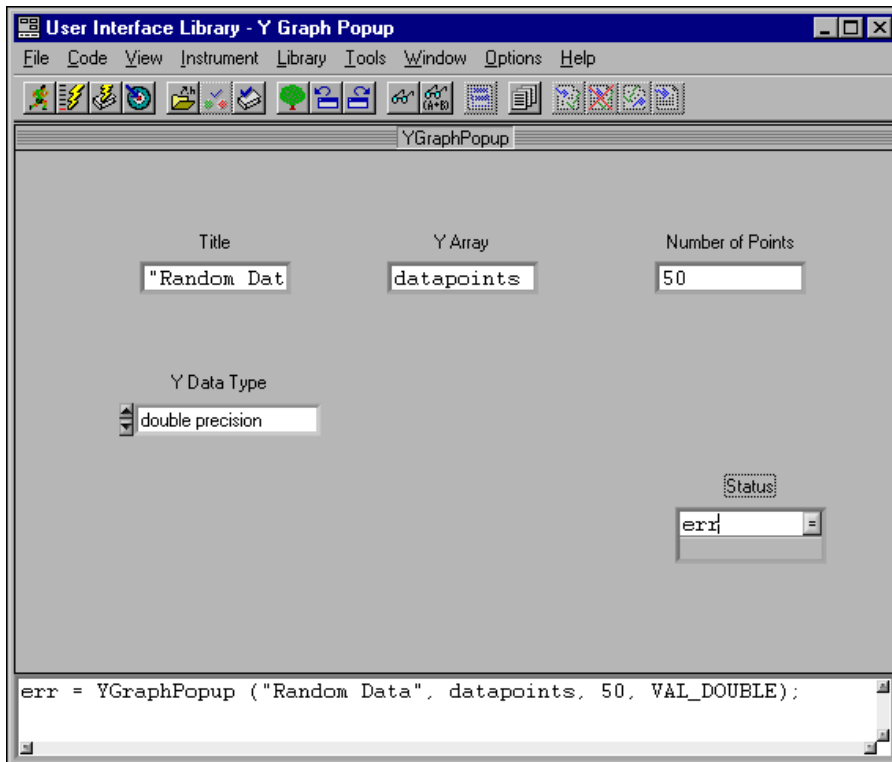 User Interface Library - Y Graph Popup
File Code View Instrument Library Tools Window Options Help
YGraphPopup
Title Y Array Number of Points
"Random Dat datapoints 50
Y Data Type
double precision
Status
err =
err = YGraphPopup ("Random Data", datapoints, 50, VAL_DOUBLE);